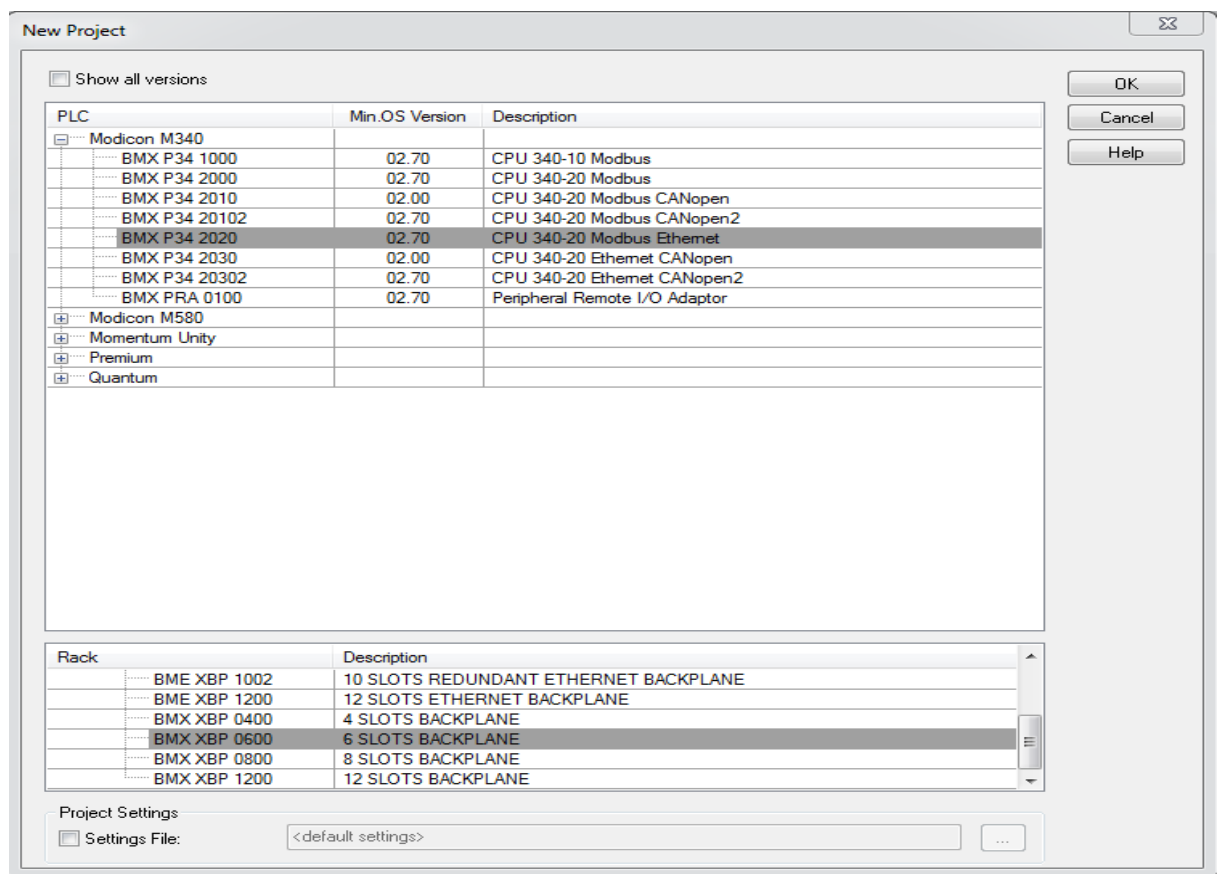 New Project
Show all versions
OK
Cancel
Help
PLC Min.OS Version Description
Modicon M340
BMX P34 1000 02.70 CPU 340-10 Modbus
BMX P34 2000 02.70 CPU 340-20 Modbus
BMX P34 2010 02.00 CPU 340-20 Modbus CANopen
BMX P34 20102 02.70 CPU 340-20 Modbus CANopen2
BMX P34 2020 02.70 CPU 340-20 Modbus Ethernet
BMX P34 2030 02.00 CPU 340-20 Ethernet CANopen
BMX P34 20302 02.70 CPU 340-20 Ethernet CANopen2
BMX PRA 0100 02.70 Peripheral Remote I/O Adaptor
Modicon M580
Momentum Unity
Premium
Quantum
Rack Description
BME XBP 1002 10 SLOTS REDUNDANT ETHERNET BACKPLANE
BME XBP 1200 12 SLOTS ETHERNET BACKPLANE
BMX XBP 0400 4 SLOTS BACKPLANE
BMX XBP 0600 6 SLOTS BACKPLANE
BMX XBP 0800 8 SLOTS BACKPLANE
BMX XBP 1200 12 SLOTS BACKPLANE
Project Settings
Settings File: <default settings> ...